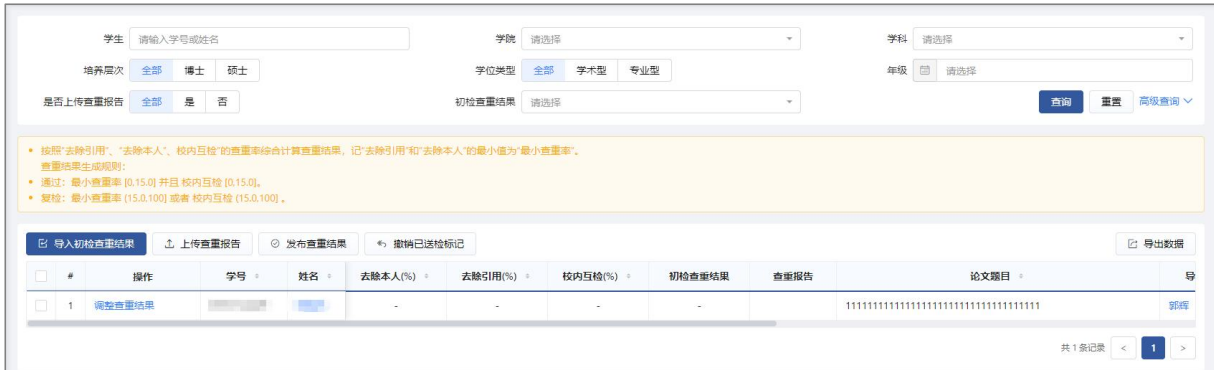 学生 请输入学号或姓名 学院 请选择 学科 请选择
培养层次 全部 博士 硕士 学位类型 全部 学术型 专业型 年级 请选择
是否上传查重报告 全部 是 否 初检查重结果 请选择 查询 重置 高级查询
• 按照"去除引用"、"去除本人"、校内互检"的查重率综合计算查重结果，记"去除引用"和"去除本人"的最小值为"最小查重率"。
查重结果生成规则：
• 通过：最小查重率 [0,15.0] 并且 校内互检 [0,15.0]。
• 复检：最小查重率 (15.0,100] 或者 校内互检 (15.0,100] 。
导入初检查重结果 上传查重报告 发布查重结果 撤销已送检标记 导出数据
# 操作 学号 姓名 去除本人(%) 去除引用(%) 校内互检(%) 初检查重结果 查重报告 论文题目 导
1 调整查重结果 - - - - 1111111111111111111111111111111111 郭辉
共 1 条记录 < 1 >